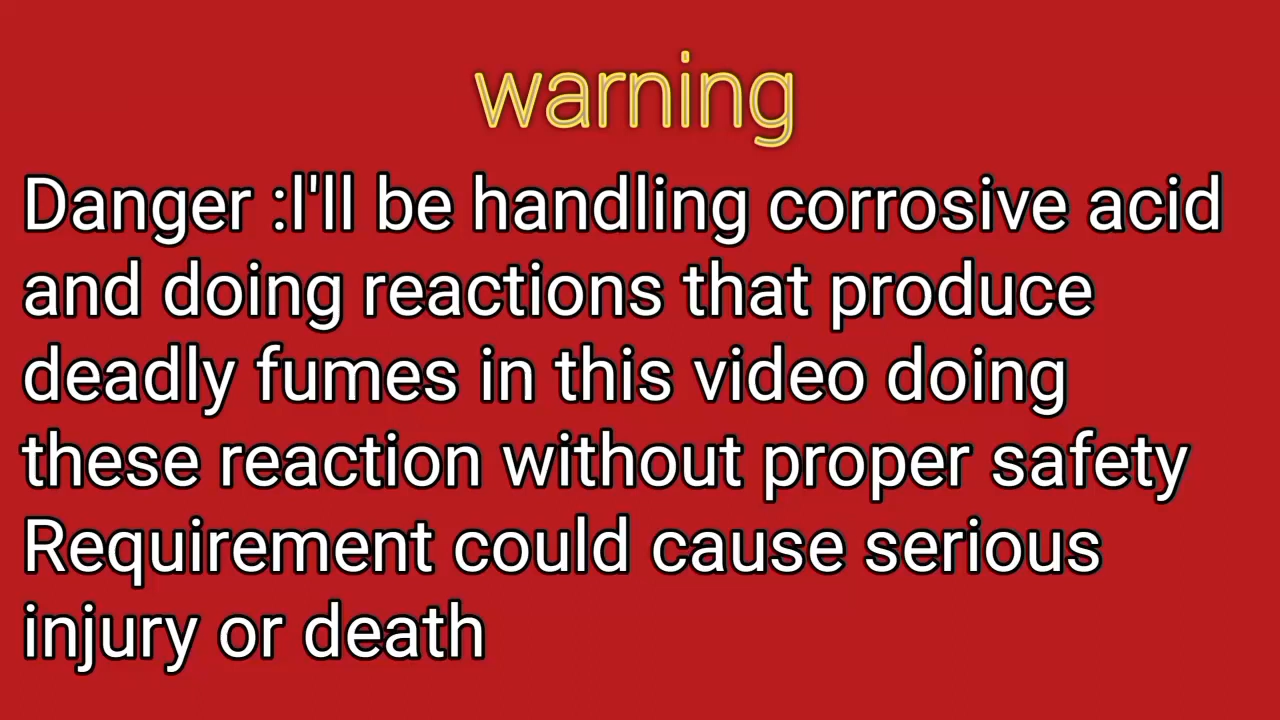 warning
Danger :I'll be handling corrosive acid
and doing reactions that produce
deadly fumes in this video doing
these reaction without proper safety
Requirement could cause serious
injury or death